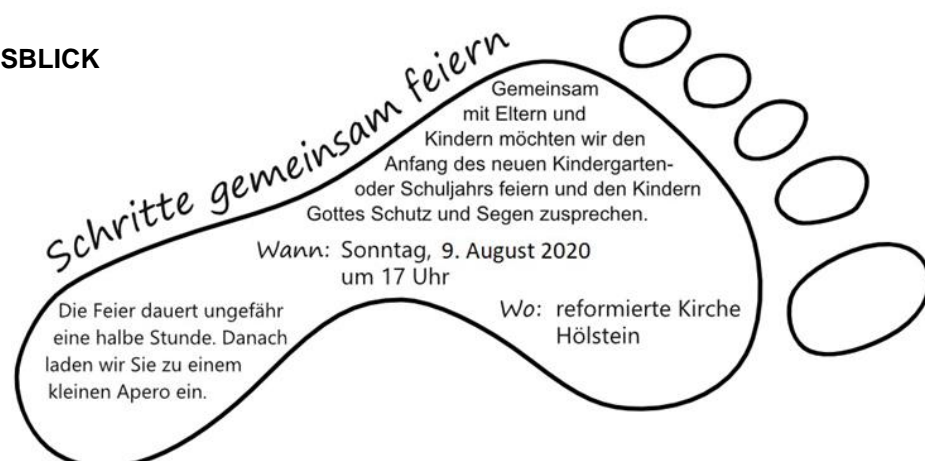 SBLICK
Schritte gemeinsam feiern
Gemeinsam
mit Eltern und
Kindern möchten wir den
Anfang des neuen Kindergarten-
oder Schuljahrs feiern und den Kindern
Gottes Schutz und Segen zusprechen.
Wann: Sonntag, 9. August 2020
um 17 Uhr
Wo: reformierte Kirche
Hölstein
Die Feier dauert ungefähr
eine halbe Stunde. Danach
laden wir Sie zu einem
kleinen Apero ein.